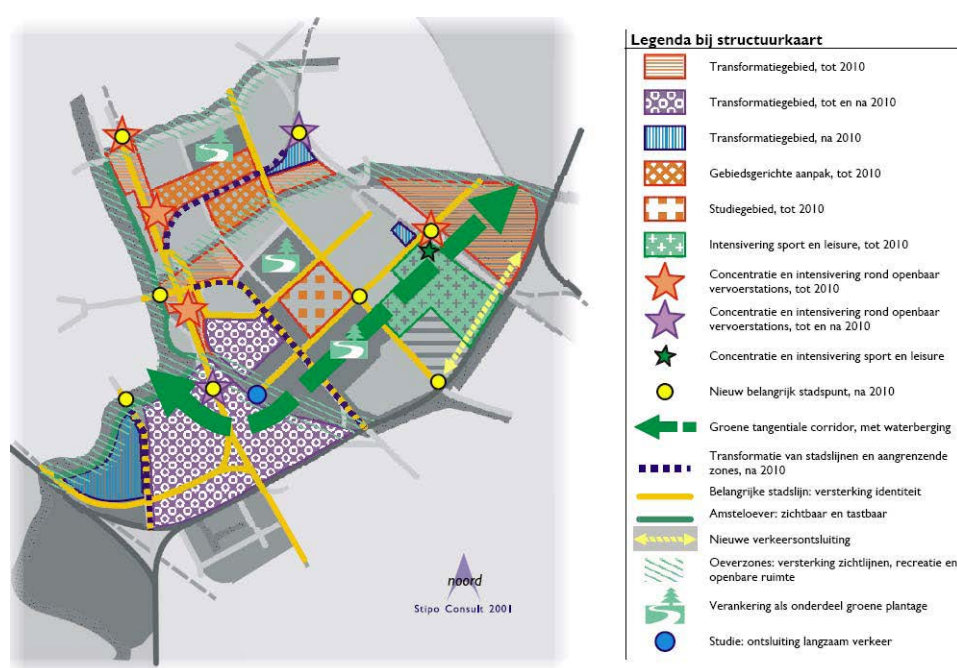 Legenda bij structuurkaart
Transformatiegebied, tot 2010
Transformatiegebied, tot en na 2010
Transformatiegebied, na 2010
Gebiedsgerichte aanpak, tot 2010
Studiegebied, tot 2010
Intensivering sport en leisure, tot 2010
Concentratie en intensivering rond openbaar
vervoerstations, tot 2010
Concentratie en intensivering rond openbaar
vervoerstations, tot en na 2010
Concentratie en intensivering sport en leisure
Nieuw belangrijk stadspunt, na 2010
Groene tangentiale corridor, met waterberging
Transformatie van stadslijnen en aangrenzende
zones, na 2010
Belangrijke stadslijn: versterking identiteit
Amsteloever: zichtbaar en tastbaar
Nieuwe verkeersontsluiting
Oeverzones: versterking zichtlijnen, recreatie en
openbare ruimte
Verankering als onderdeel groene plantage
Studie: ontsluiting langzaam verkeer
noord
Stipo Consult 2001